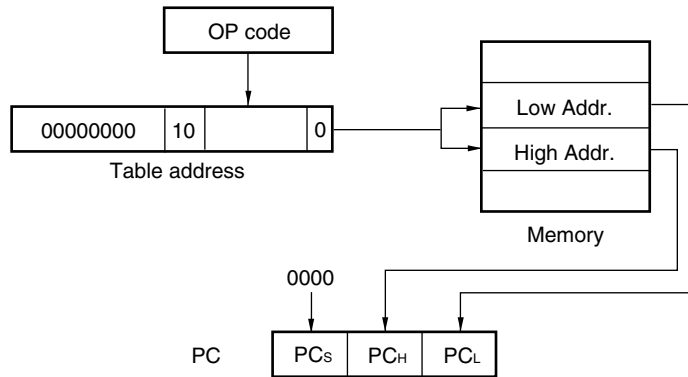 OP code
00000000 10 0
Table address
Low Addr.
High Addr.
Memory
0000
PC PCS PCH PCL